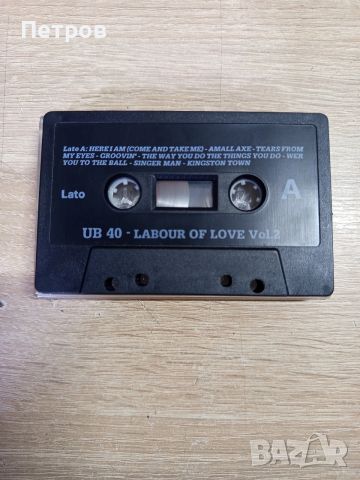 Петров
Lato A: HERE I AM (COME AND TAKE ME) - AMALL AXE - TEARS FROM
MY EYES - GROOVIN' - THE WAY YOU DO THE THINGS YOU DO - WER
YOU TO THE BALL - SINGER MAN - KINGSTON TOWN
Lato A
UB 40 - LABOUR OF LOVE Vol.2
BAZAR
bg